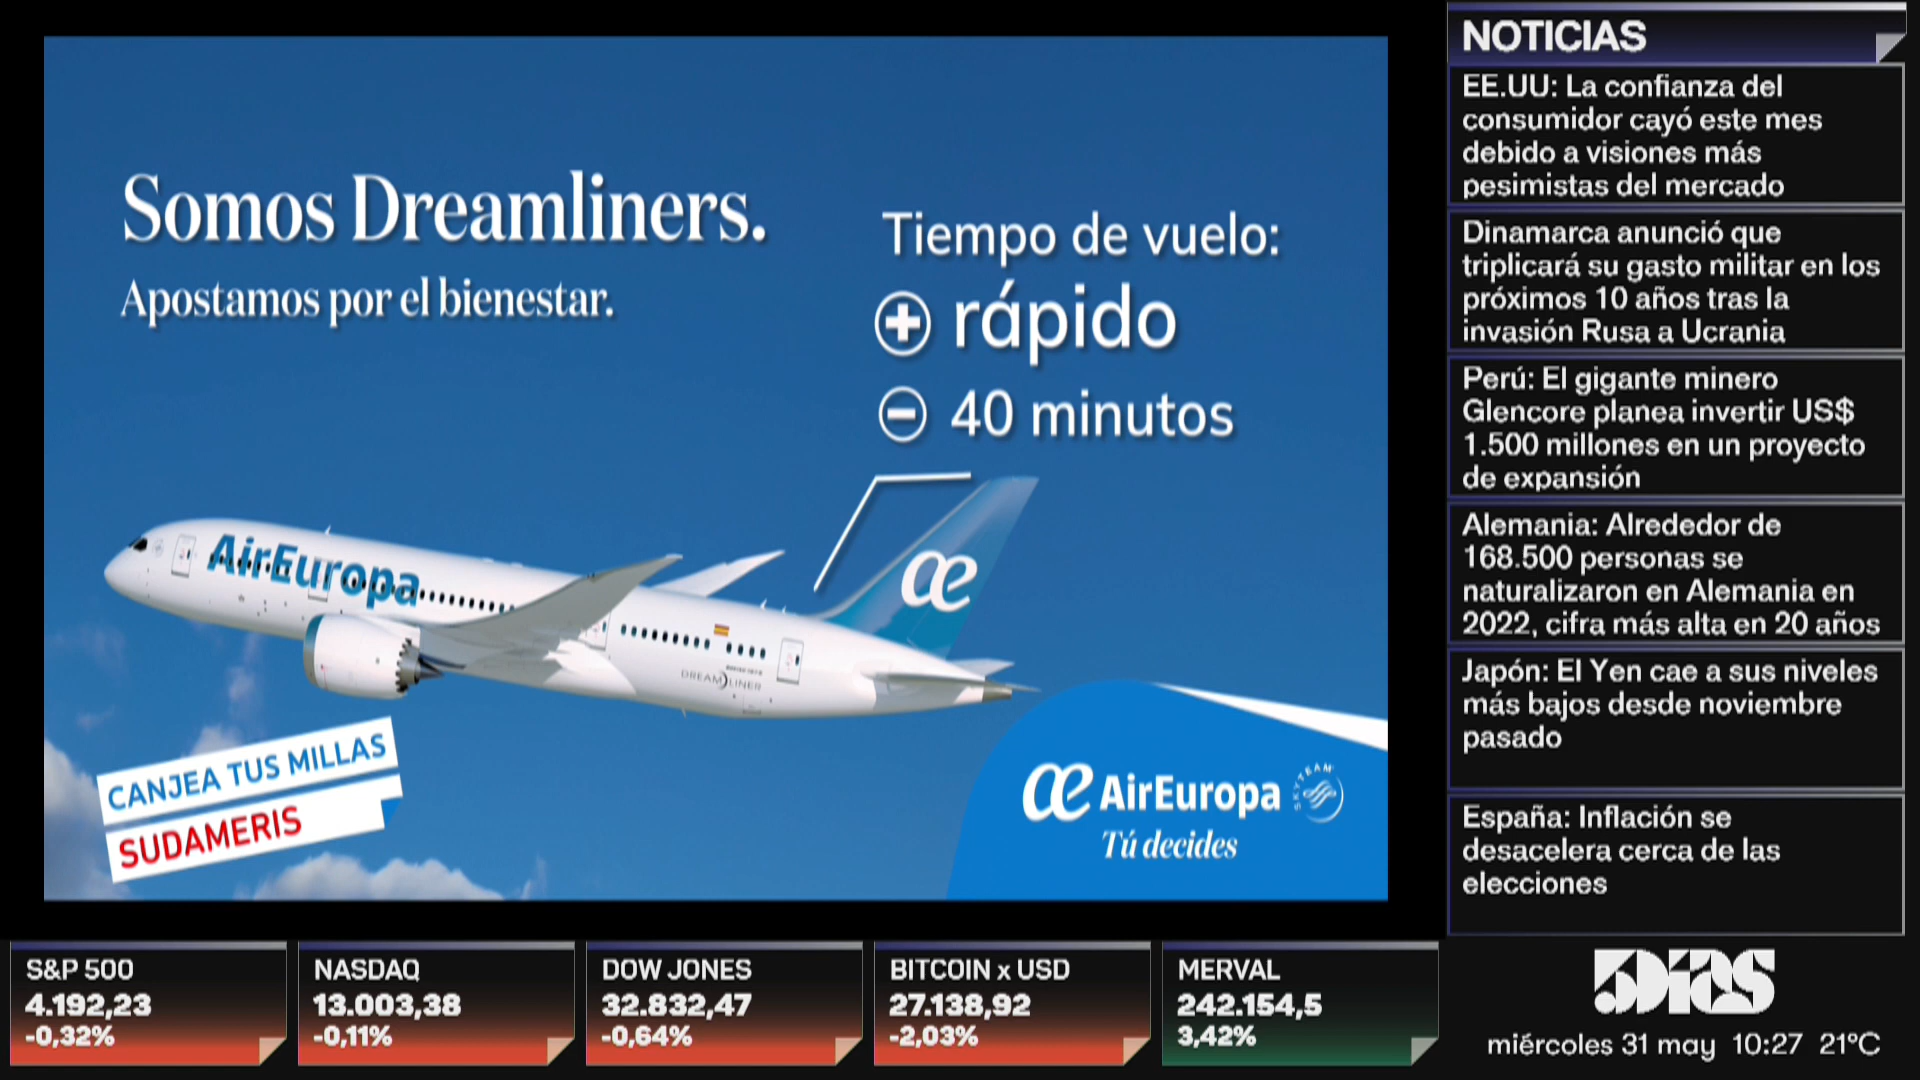 Somos Dreamliners.
Apostamos por el bienestar.
Tiempo de vuelo:
+ rápido
- 40 minutos
AirEuropa
æ
DREAMLINER
CANJEA TUS MILLAS
SUDAMERIS
æ AirEuropa
SKYTEAM
Tú decides
NOTICIAS
EE.UU: La confianza del
consumidor cayó este mes
debido a visiones más
pesimistas del mercado
Dinamarca anunció que
triplicará su gasto militar en los
próximos 10 años tras la
invasión Rusa a Ucrania
Perú: El gigante minero
Glencore planea invertir US$
1.500 millones en un proyecto
de expansión
Alemania: Alrededor de
168.500 personas se
naturalizaron en Alemania en
2022, cifra más alta en 20 años
Japón: El Yen cae a sus niveles
más bajos desde noviembre
pasado
España: Inflación se
desacelera cerca de las
elecciones
S&P 500
4.192,23
-0,32%
NASDAQ
13.003,38
-0,11%
DOW JONES
32.832,47
-0,64%
BITCOIN x USD
27.138,92
-2,03%
MERVAL
242.154,5
3,42%
5DIAS
miércoles 31 may 10:27 21°C